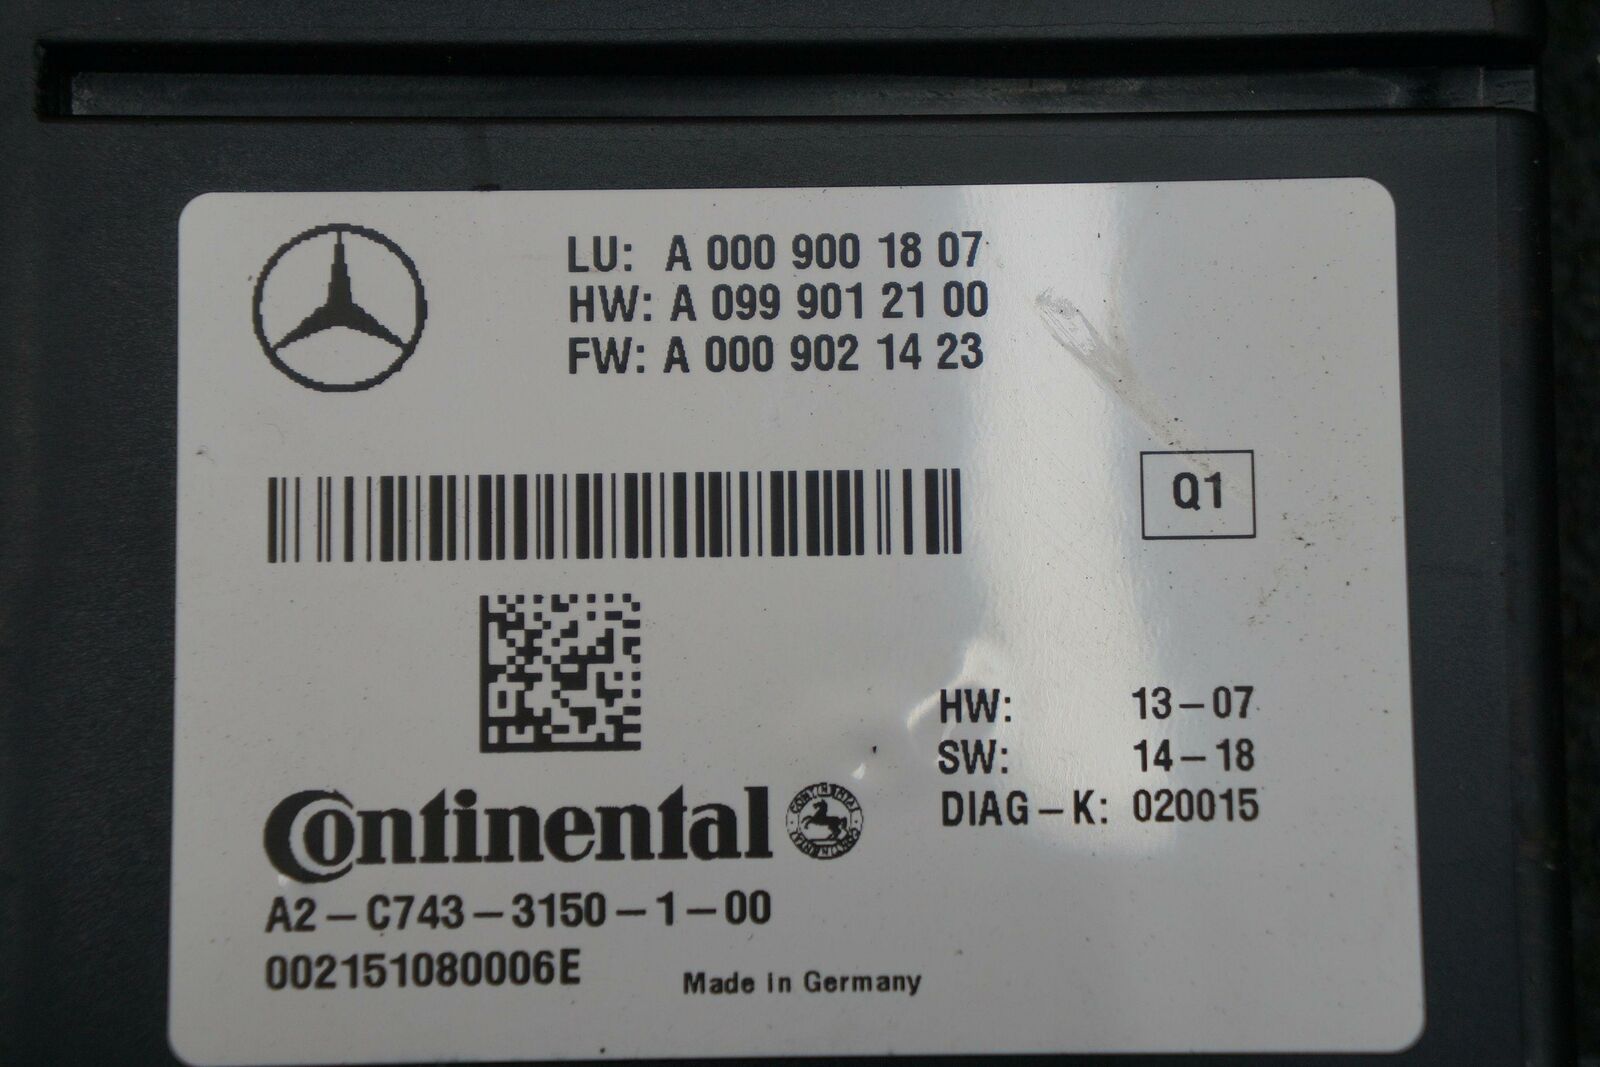 LU: A 000 900 18 07
HW: A 099 901 21 00
FW: A 000 902 14 23
Q1
HW: 13-07
SW: 14-18
DIAG-K: 020015
Continental
A2-C743-3150-1-00
002151080006E
Made in Germany